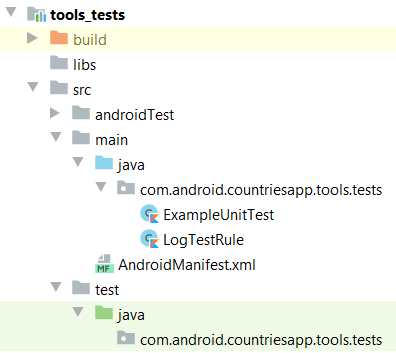 tools_tests
build
libs
src
androidTest
main
java
com.android.countriesapp.tools.tests
ExampleUnitTest
LogTestRule
MF AndroidManifest.xml
test
java
com.android.countriesapp.tools.tests